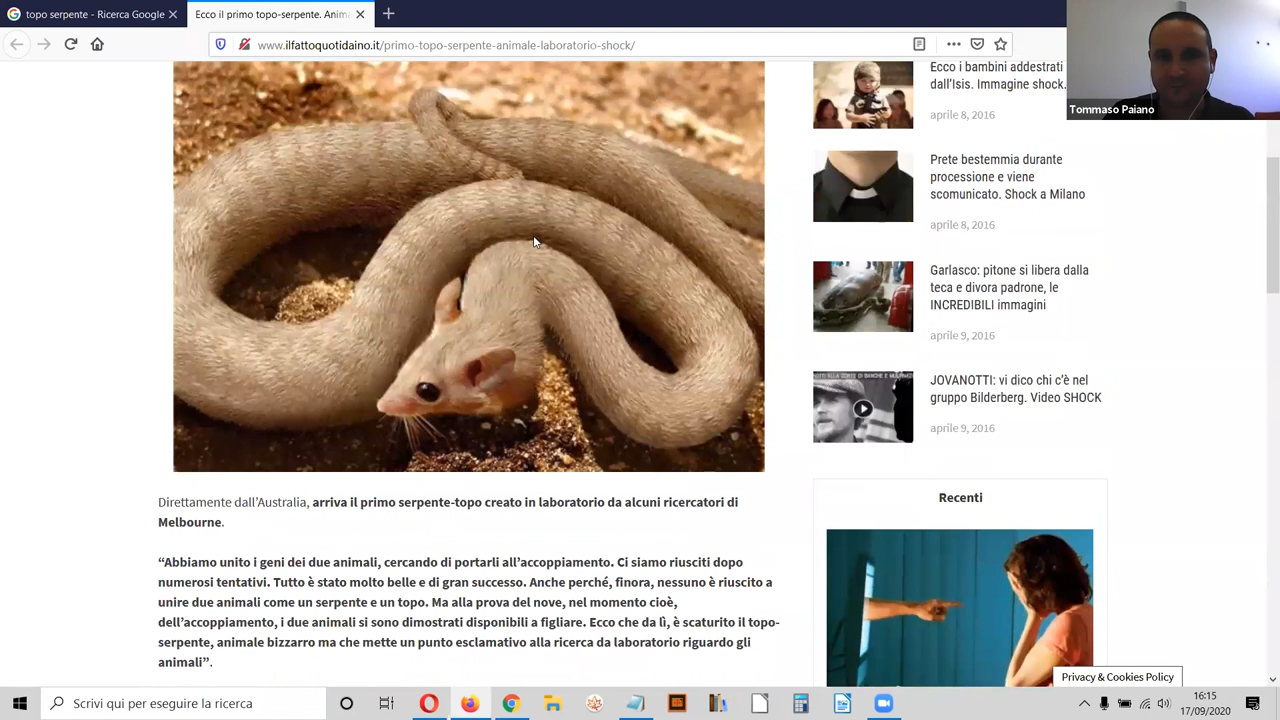 topo serpente - Ricerca Google
Ecco il primo topo-serpente. Anim
www.ilfattoquotidaino.it/primo-topo-serpente-animale-laboratorio-shock/
Tommaso Paiano
Ecco i bambini addestrati
dall'Isis. Immagine shock.
aprile 8, 2016
Prete bestemmia durante
processione e viene
scomunicato. Shock a Milano
aprile 8, 2016
Garlasco: pitone si libera dalla
teca e divora padrone, le
INCREDIBILI immagini
aprile 9, 2016
JOVANOTTI: vi dico chi c'è nel
gruppo Bilderberg. Video SHOCK
aprile 9, 2016
Direttamente dall'Australia, arriva il primo serpente-topo creato in laboratorio da alcuni ricercatori di
Melbourne.
“Abbiamo unito i geni dei due animali, cercando di portarli all'accoppiamento. Ci siamo riusciti dopo
numerosi tentativi. Tutto è stato molto belle e di gran successo. Anche perché, finora, nessuno è riuscito a
unire due animali come un serpente e un topo. Ma alla prova del nove, nel momento cioè,
dell'accoppiamento, i due animali si sono dimostrati disponibili a figliare. Ecco che da lì, è scaturito il topo-
serpente, animale bizzarro ma che mette un punto esclamativo alla ricerca da laboratorio riguardo gli
animali”.
Recenti
Privacy & Cookies Policy
Scrivi qui per eseguire la ricerca
16:15
17/09/2020